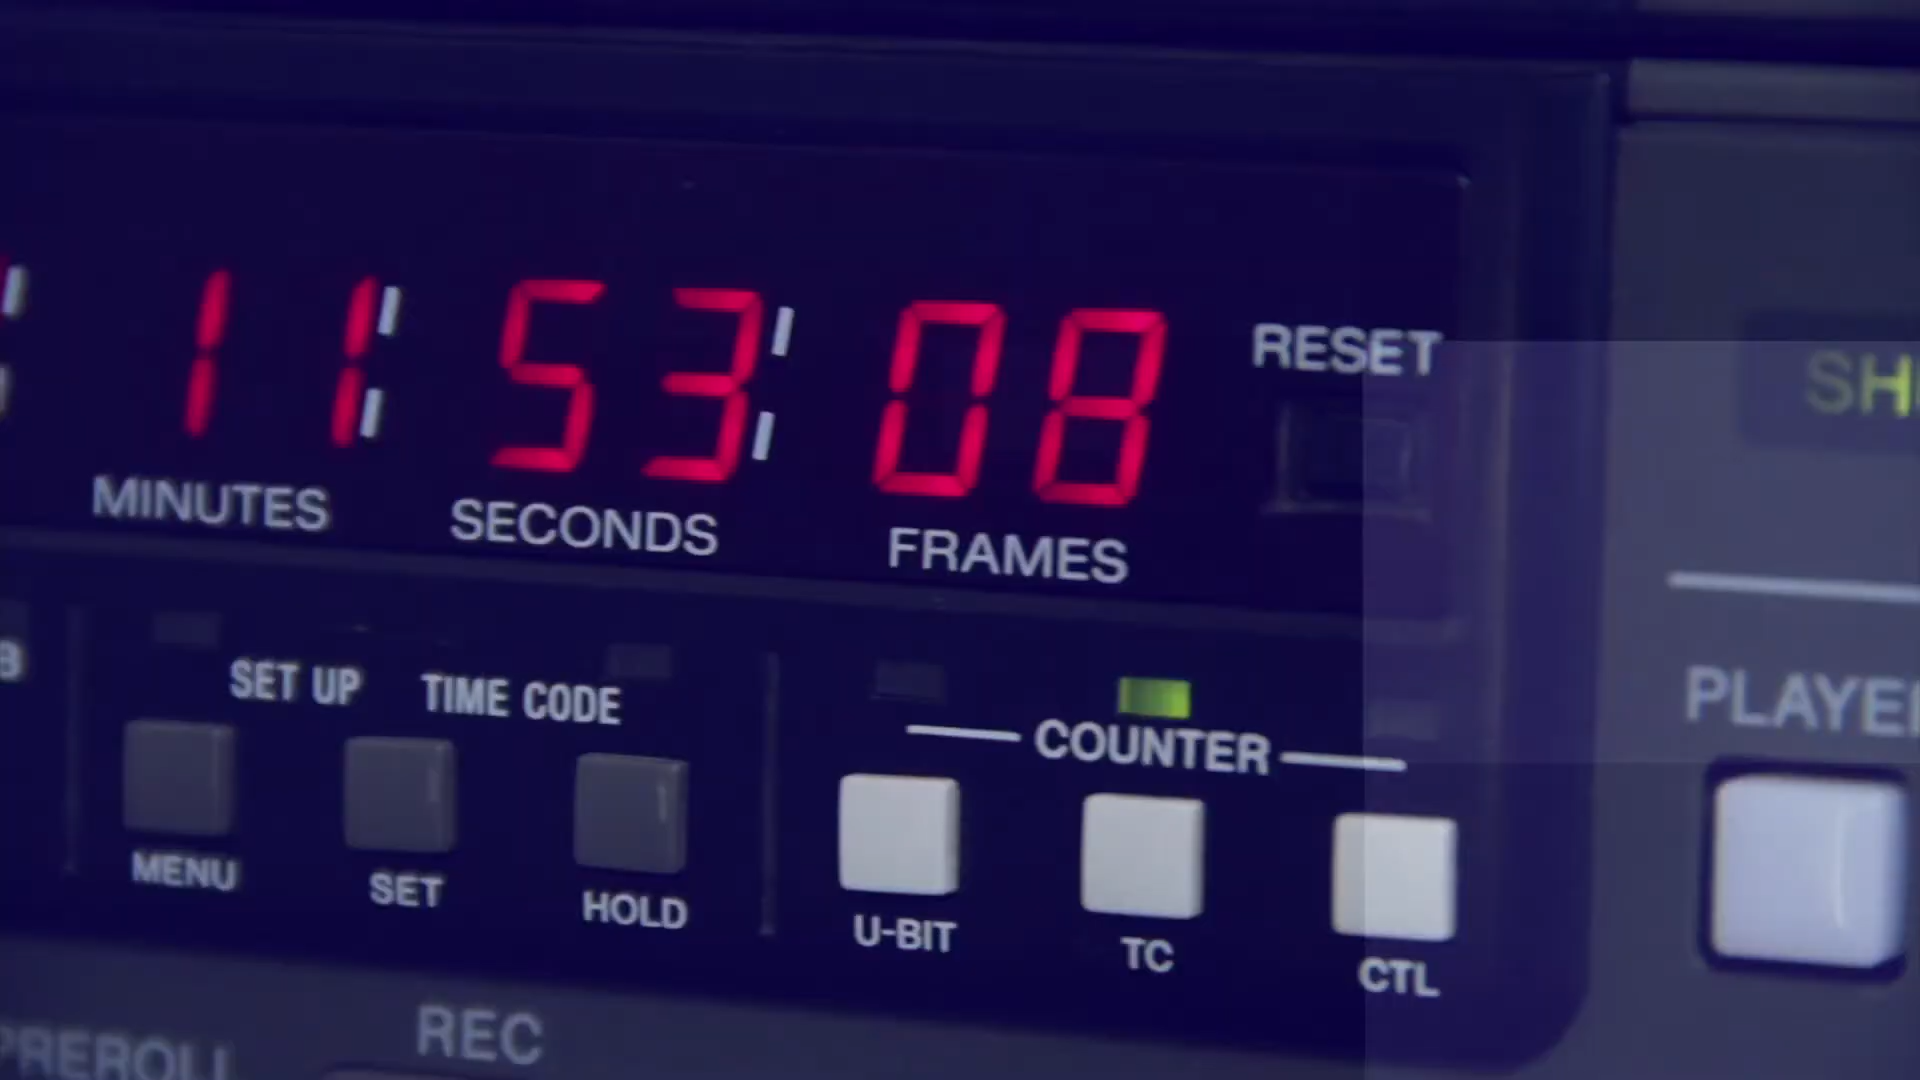 11:53:08
RESET
MINUTES SECONDS FRAMES
SET UP TIME CODE
COUNTER
MENU SET HOLD U-BIT TC CTL
REC
PREROLL